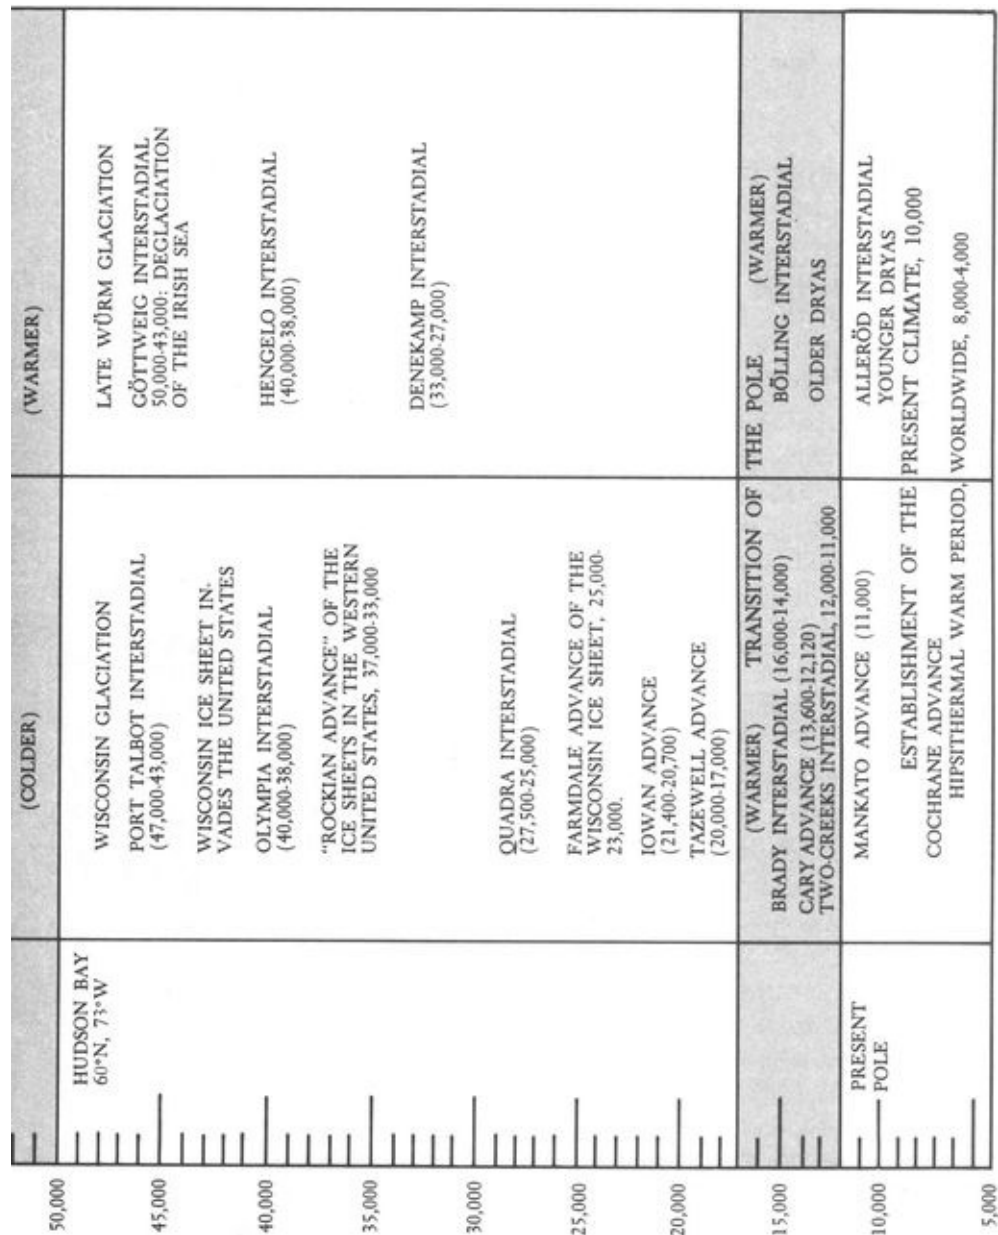 (COLDER)
(WARMER)
50,000
HUDSON BAY
60°N, 73°W
WISCONSIN GLACIATION
PORT TALBOT INTERSTADIAL
(47,000-43,000)
WISCONSIN ICE SHEET IN-
VADES THE UNITED STATES
OLYMPIA INTERSTADIAL
(40,000-38,000)
"ROCKIAN ADVANCE" OF THE
ICE SHEETS IN THE WESTERN
UNITED STATES, 37,000-33,000
QUADRA INTERSTADIAL
(27,500-25,000)
FARMDALE ADVANCE OF THE
WISCONSIN ICE SHEET, 25,000-
23,000.
IOWAN ADVANCE
(21,400-20,700)
TAZEWELL ADVANCE
(20,000-17,000)
LATE WÜRM GLACIATION
GÖTTWEIG INTERSTADIAL
50,000-43,000: DEGLACIATION
OF THE IRISH SEA
HENGELO INTERSTADIAL
(40,000-38,000)
DENEKAMP INTERSTADIAL
(33,000-27,000)
45,000
40,000
35,000
30,000
25,000
20,000
(WARMER) TRANSITION OF THE POLE (WARMER)
BRADY INTERSTADIAL (16,000-14,000)
CARY ADVANCE (13,600-12,120)
TWO-CREEKS INTERSTADIAL, 12,000-11,000
BÖLLING INTERSTADIAL
OLDER DRYAS
15,000
PRESENT
POLE
MANKATO ADVANCE (11,000)
ALLERÖD INTERSTADIAL
YOUNGER DRYAS
ESTABLISHMENT OF THE PRESENT CLIMATE, 10,000
COCHRANE ADVANCE
HIPSITHERMAL WARM PERIOD, WORLDWIDE, 8,000-4,000
10,000
5,000